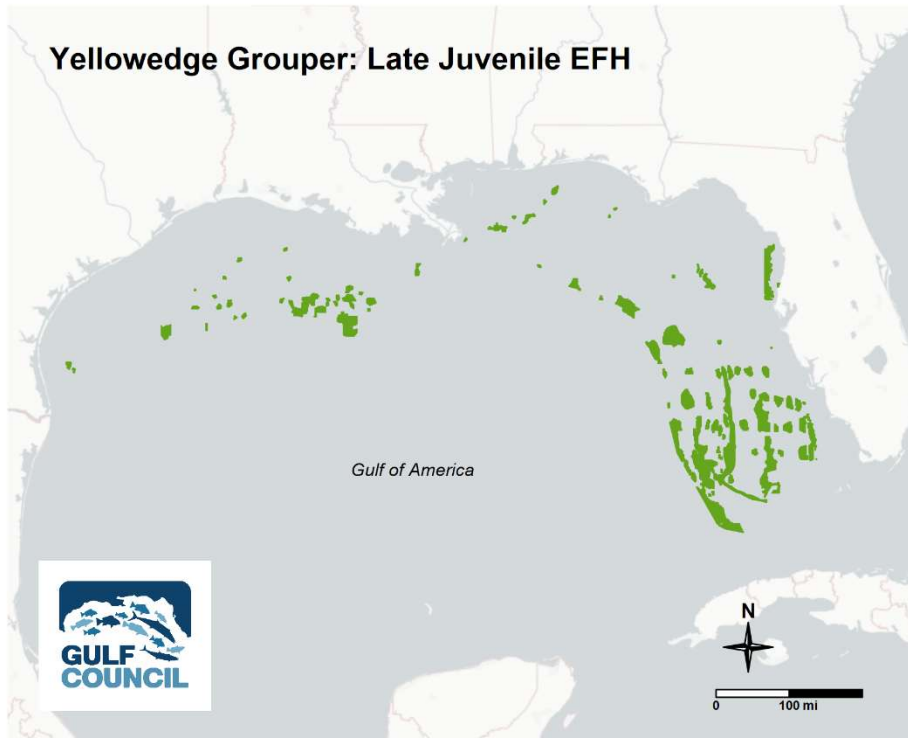 Yellowedge Grouper: Late Juvenile EFH
Gulf of America
GULF
COUNCIL
N
0 100 mi